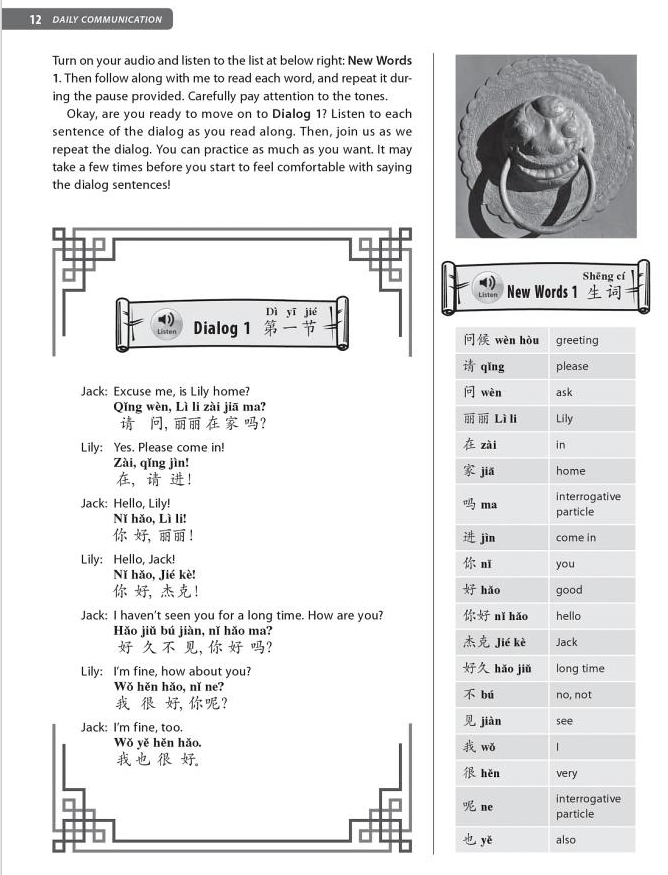 12 DAILY COMMUNICATION
Turn on your audio and listen to the list at below right: New Words
1. Then follow along with me to read each word, and repeat it dur-
ing the pause provided. Carefully pay attention to the tones.
Okay, are you ready to move on to Dialog 1? Listen to each
sentence of the dialog as you read along. Then, join us as we
repeat the dialog. You can practice as much as you want. It may
take a few times before you start to feel comfortable with saying
the dialog sentences!
Dì yī jié
Listen
Dialog 1 第一节
Jack: Excuse me, is Lily home?
Qǐng wèn, Lì li zài jiā ma?
请 问, 丽丽 在 家 吗?
Lily: Yes. Please come in!
Zài, qǐng jìn!
在, 请 进!
Jack: Hello, Lily!
Nǐ hǎo, Lì li!
你 好, 丽丽!
Lily: Hello, Jack!
Nǐ hǎo, Jié kè!
你 好, 杰克!
Jack: I haven't seen you for a long time. How are you?
Hǎo jiǔ bú jiàn, nǐ hǎo ma?
好 久 不 见, 你 好 吗?
Lily: I'm fine, how about you?
Wǒ hěn hǎo, nǐ ne?
我 很 好, 你呢?
Jack: I'm fine, too.
Wǒ yě hěn hǎo.
我 也 很 好。
Shēng cí
Listen
New Words 1 生词
问候 wèn hòu greeting
请 qǐng please
问 wèn ask
丽丽 Lì li Lily
在 zài in
家 jiā home
吗 ma interrogative
particle
进 jìn come in
你 nǐ you
好 hǎo good
你好 nǐ hǎo hello
杰克 Jié kè Jack
好久 hǎo jiǔ long time
不 bú no, not
见 jiàn see
我 wǒ I
很 hěn very
呢 ne interrogative
particle
也 yě also